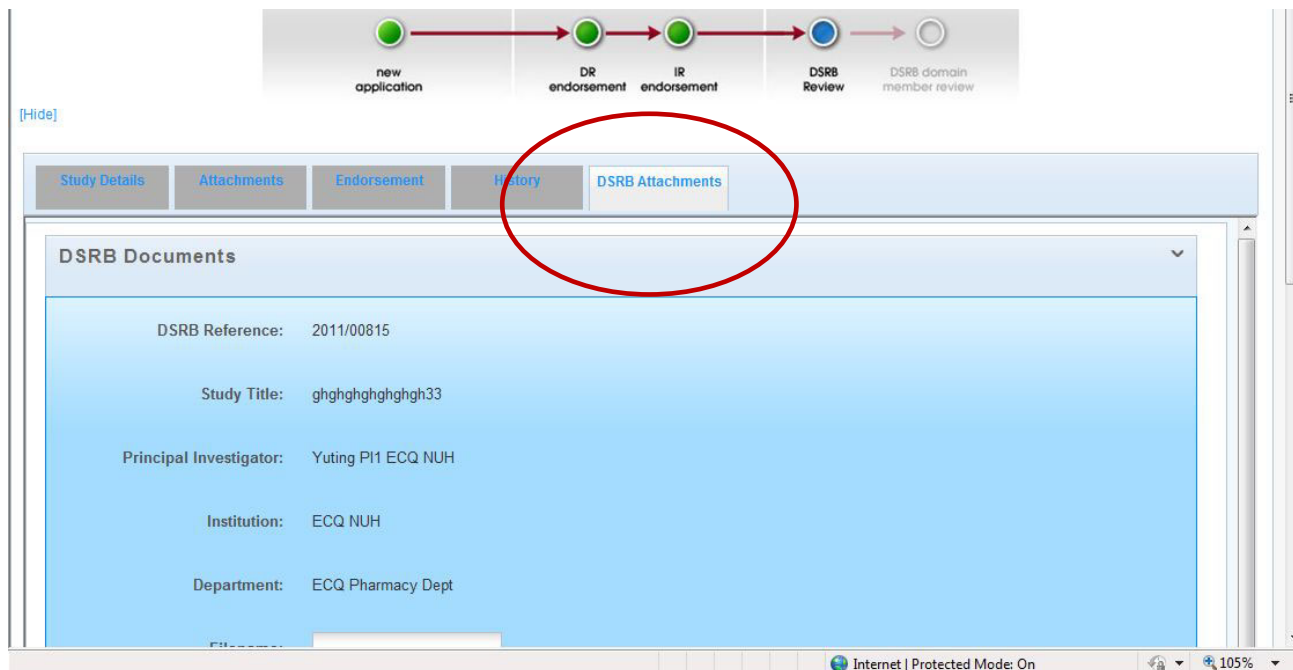 new application
DR endorsement
IR endorsement
DSRB Review
DSRB domain member review
[Hide]
Study Details
Attachments
Endorsement
History
DSRB Attachments
DSRB Documents
DSRB Reference: 2011/00815
Study Title: ghghghghghghgh33
Principal Investigator: Yuting PI1 ECQ NUH
Institution: ECQ NUH
Department: ECQ Pharmacy Dept
Filename:
Internet | Protected Mode: On
105%